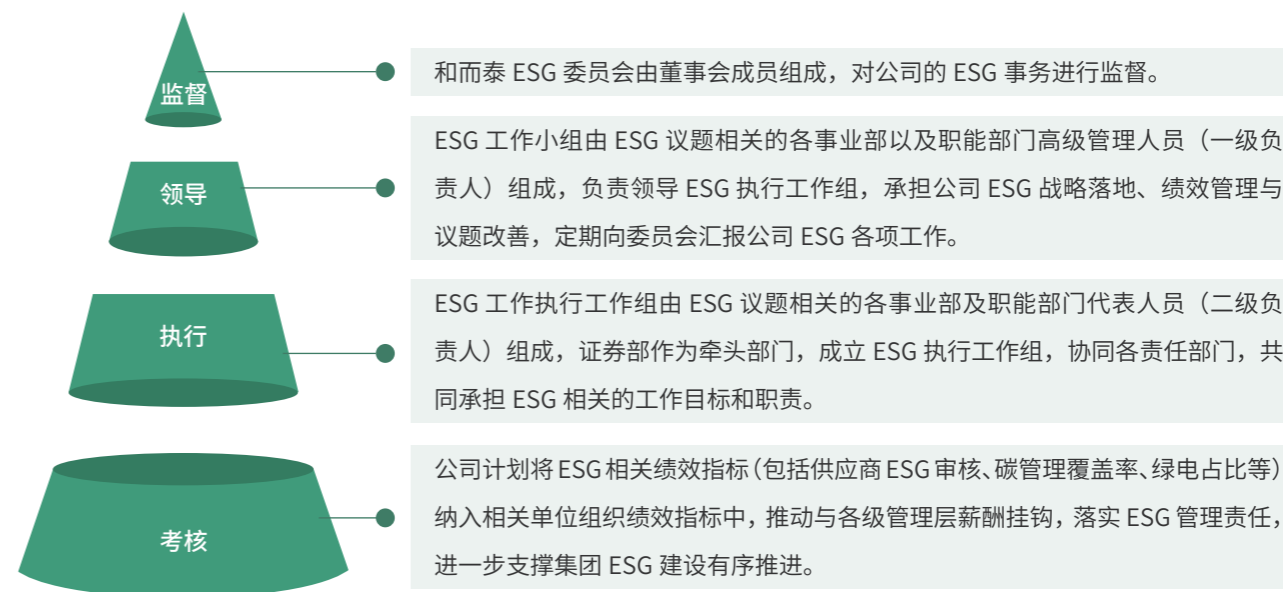 监督
和而泰 ESG 委员会由董事会成员组成，对公司的 ESG 事务进行监督。
领导
ESG 工作小组由 ESG 议题相关的各事业部以及职能部门高级管理人员（一级负
责人）组成，负责领导 ESG 执行工作组，承担公司 ESG 战略落地、绩效管理与
议题改善，定期向委员会汇报公司 ESG 各项工作。
执行
ESG 工作执行工作组由 ESG 议题相关的各事业部及职能部门代表人员（二级负
责人）组成，证券部作为牵头部门，成立 ESG 执行工作组，协同各责任部门，共
同承担 ESG 相关的工作目标和职责。
考核
公司计划将 ESG 相关绩效指标（包括供应商 ESG 审核、碳管理覆盖率、绿电占比等）
纳入相关单位组织绩效指标中，推动与各级管理层薪酬挂钩，落实 ESG 管理责任，
进一步支撑集团 ESG 建设有序推进。